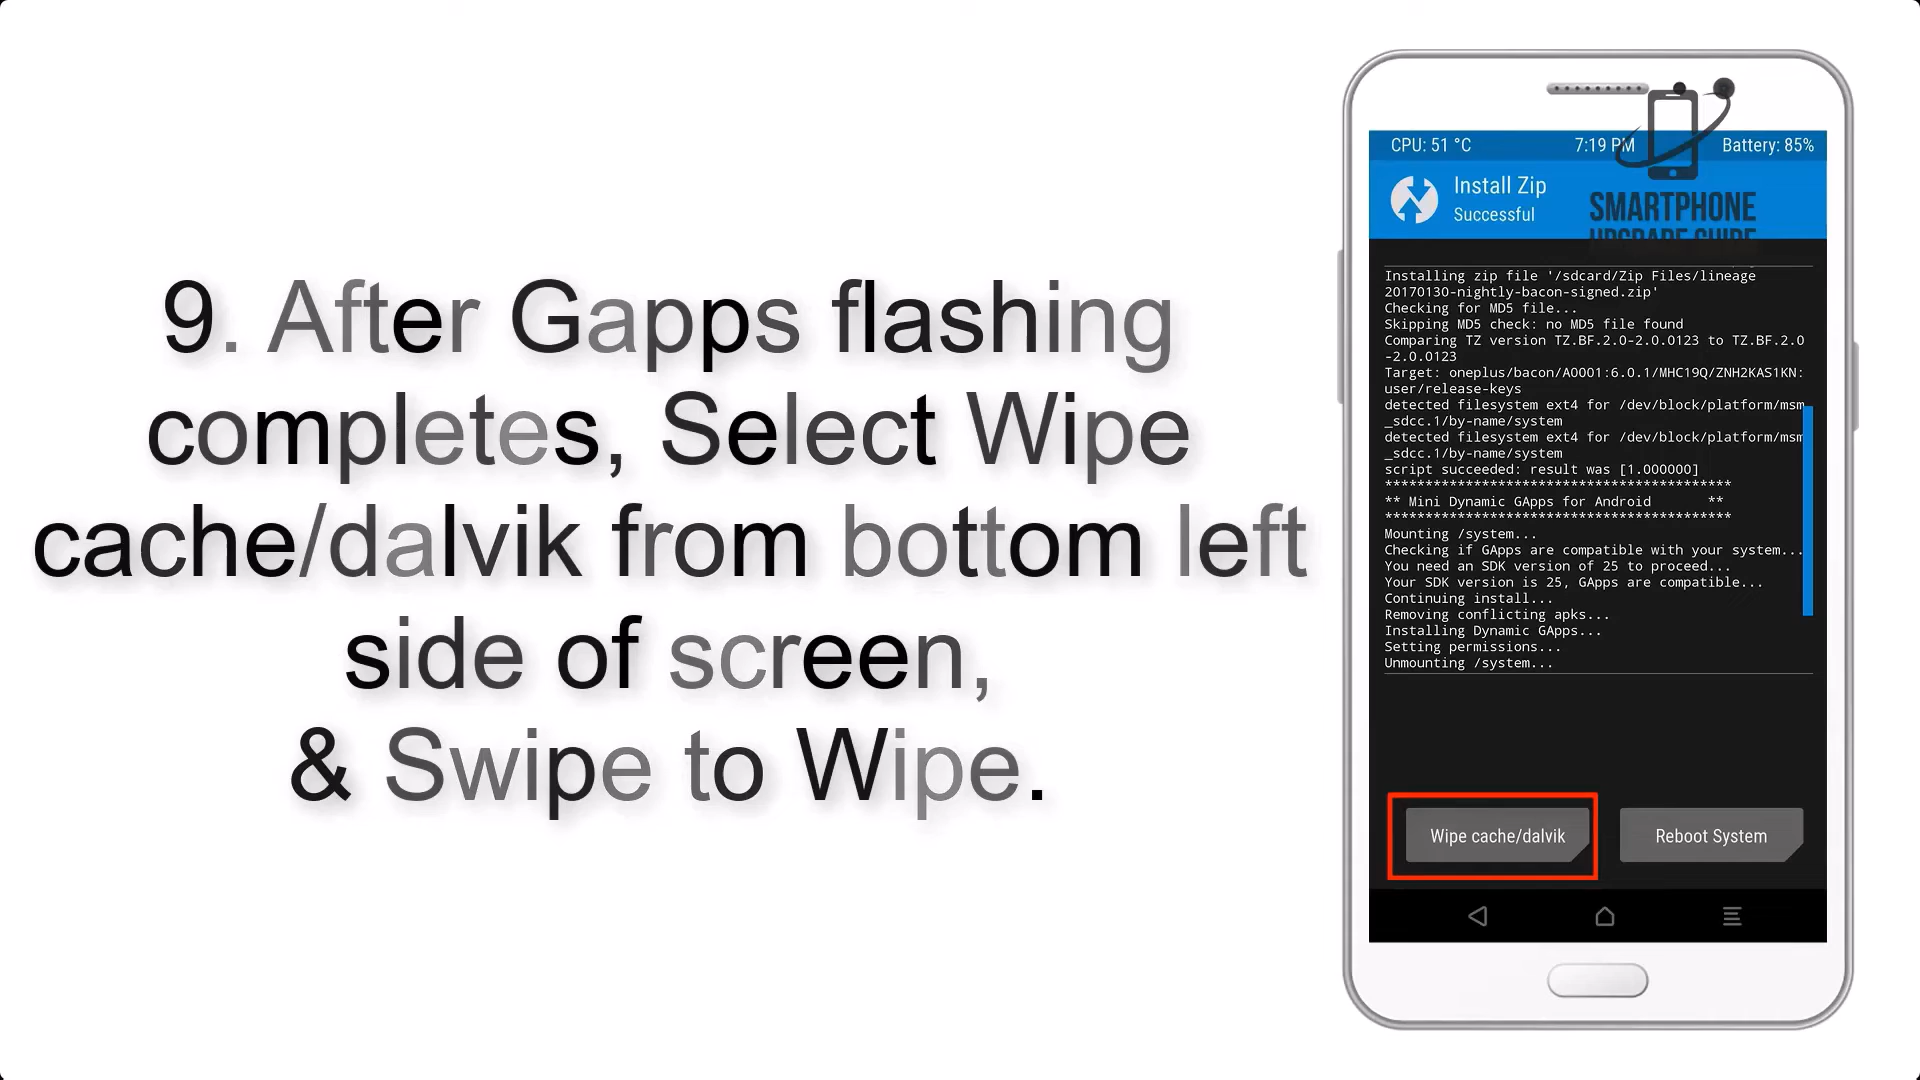 9. After Gapps flashing
completes, Select Wipe
cache/dalvik from bottom left
side of screen,
& Swipe to Wipe.
CPU: 51 °C 7:19 PM Battery: 85%
Install Zip
Successful
SMARTPHONE
UPGRADE GUIDE
Installing zip file '/sdcard/Zip Files/lineage
20170130-nightly-bacon-signed.zip'
Checking for MD5 file...
Skipping MD5 check: no MD5 file found
Comparing TZ version TZ.BF.2.0-2.0.0123 to TZ.BF.2.0
-2.0.0123
Target: oneplus/bacon/A0001:6.0.1/MHC19Q/ZNH2KAS1KN:
user/release-keys
detected filesystem ext4 for /dev/block/platform/msm
_sdcc.1/by-name/system
detected filesystem ext4 for /dev/block/platform/msm
_sdcc.1/by-name/system
script succeeded: result was [1.000000]
******************************************
** Mini Dynamic GApps for Android **
******************************************
Mounting /system...
Checking if GApps are compatible with your system...
You need an SDK version of 25 to proceed...
Your SDK version is 25, GApps are compatible...
Continuing install...
Removing conflicting apks...
Installing Dynamic GApps...
Setting permissions...
Unmounting /system...
Wipe cache/dalvik
Reboot System